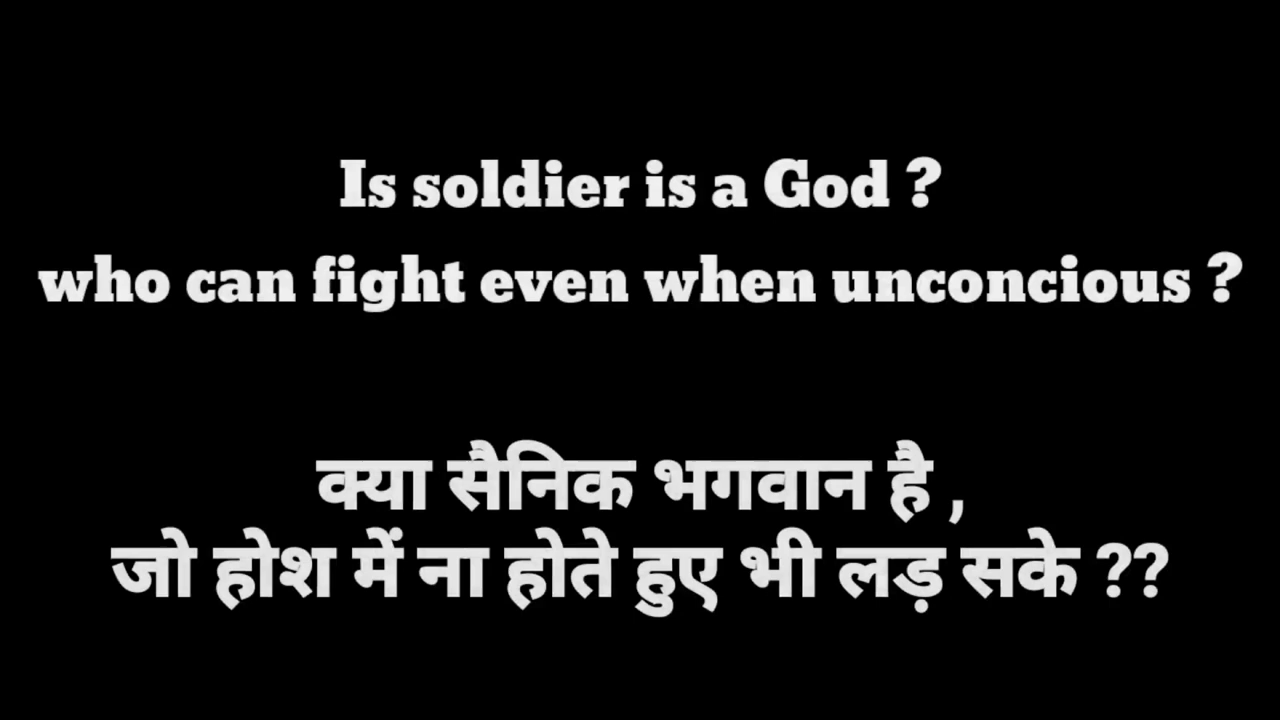 Is soldier is a God ?
who can fight even when unconcious ?
क्या सैनिक भगवान है ,
जो होश में ना होते हुए भी लड़ सके ??